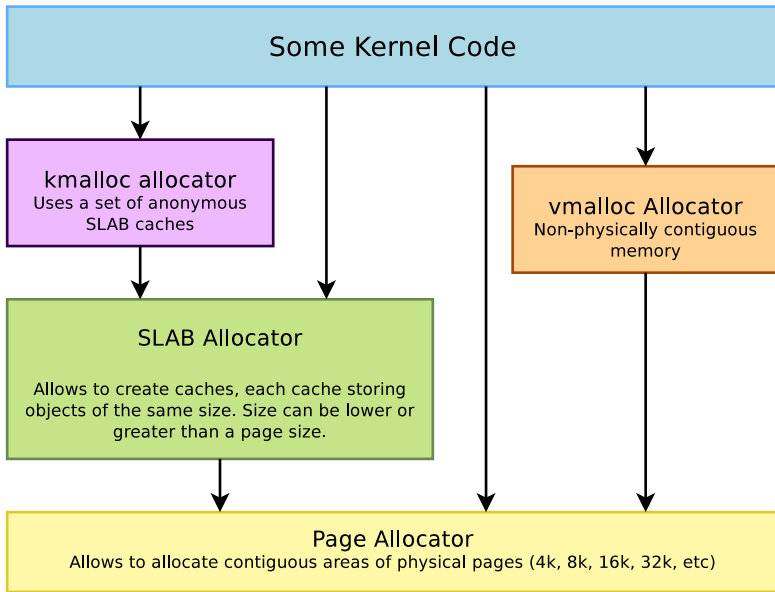 Some Kernel Code
kmalloc allocator
Uses a set of anonymous
SLAB caches
vmalloc Allocator
Non-physically contiguous
memory
SLAB Allocator
Allows to create caches, each cache storing
objects of the same size. Size can be lower or
greater than a page size.
Page Allocator
Allows to allocate contiguous areas of physical pages (4k, 8k, 16k, 32k, etc)